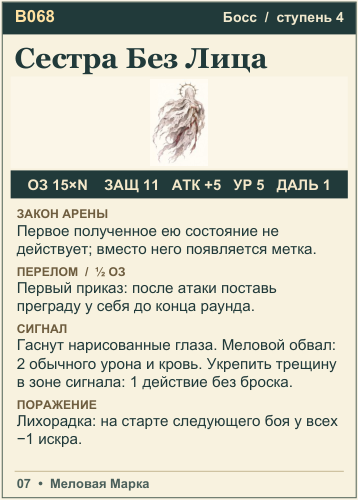 B068
Босс / ступень 4
Сестра Без Лица
ОЗ 15×N ЗАЩ 11 АТК +5 УР 5 ДАЛЬ 1
ЗАКОН АРЕНЫ
Первое полученное ею состояние не
действует; вместо него появляется метка.
ПЕРЕЛОМ / ½ ОЗ
Первый приказ: после атаки поставь
преграду у себя до конца раунда.
СИГНАЛ
Гаснут нарисованные глаза. Меловой обвал:
2 обычного урона и кровь. Укрепить трещину
в зоне сигнала: 1 действие без броска.
ПОРАЖЕНИЕ
Лихорадка: на старте следующего боя у всех
−1 искра.
07 • Меловая Марка